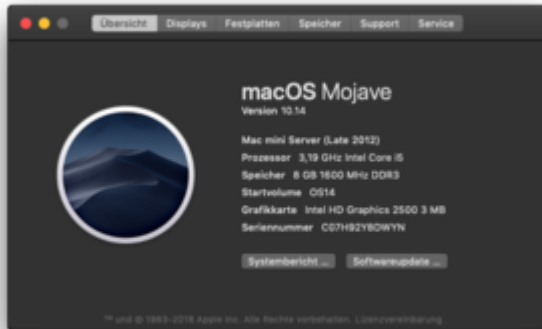 Übersicht Displays Festplatten Speicher Support Service
macOS Mojave
Version 10.14
Mac mini Server (Late 2012)
Prozessor 3,19 GHz Intel Core i5
Speicher 8 GB 1600 MHz DDR3
Startvolume OS14
Grafikkarte Intel HD Graphics 2500 3 MB
Seriennummer C07H92Y8DWYN
Systembericht ... Softwareupdate ...
™ und © 1983-2018 Apple Inc. Alle Rechte vorbehalten. Lizenzvereinbarung